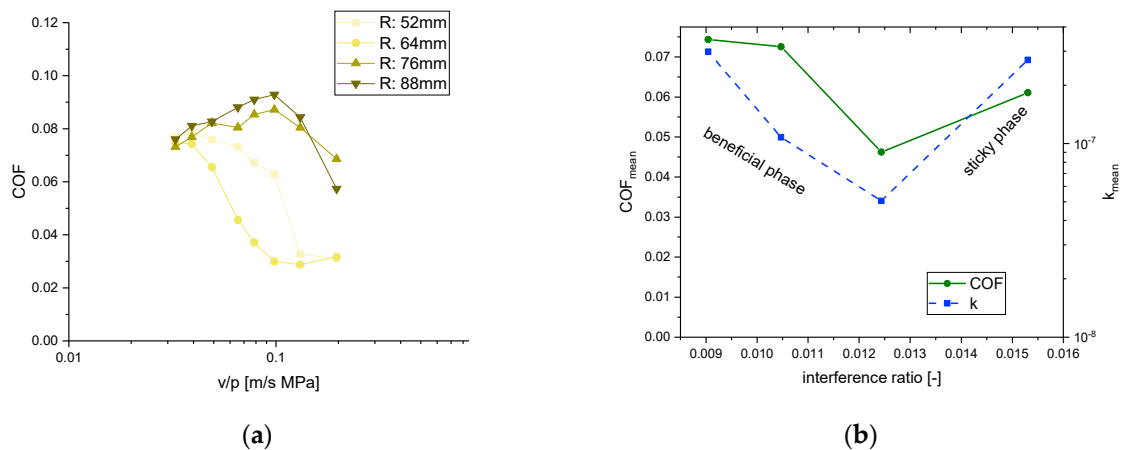 0.12
0.10
0.08
0.06
0.04
0.02
0.00
0.01
0.1
COF
v/p [m/s MPa]
R: 52mm
R. 64mm
R: 76mm
R: 88mm
(a)
0.07
0.06
0.05
0.04
0.03
0.02
0.01
0.00
COFmean
beneficial phase
sticky phase
COF
k
10-7
10-8
kmean
0.009 0.010 0.011 0.012 0.013 0.014 0.015 0.016
interference ratio [-]
(b)